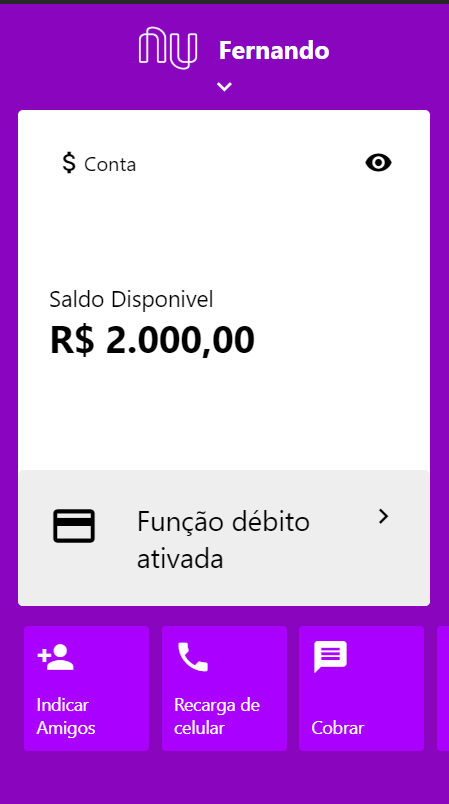 nu Fernando
$ Conta
Saldo Disponivel
R$ 2.000,00
Função débito
ativada
Indicar
Amigos
Recarga de
celular
Cobrar